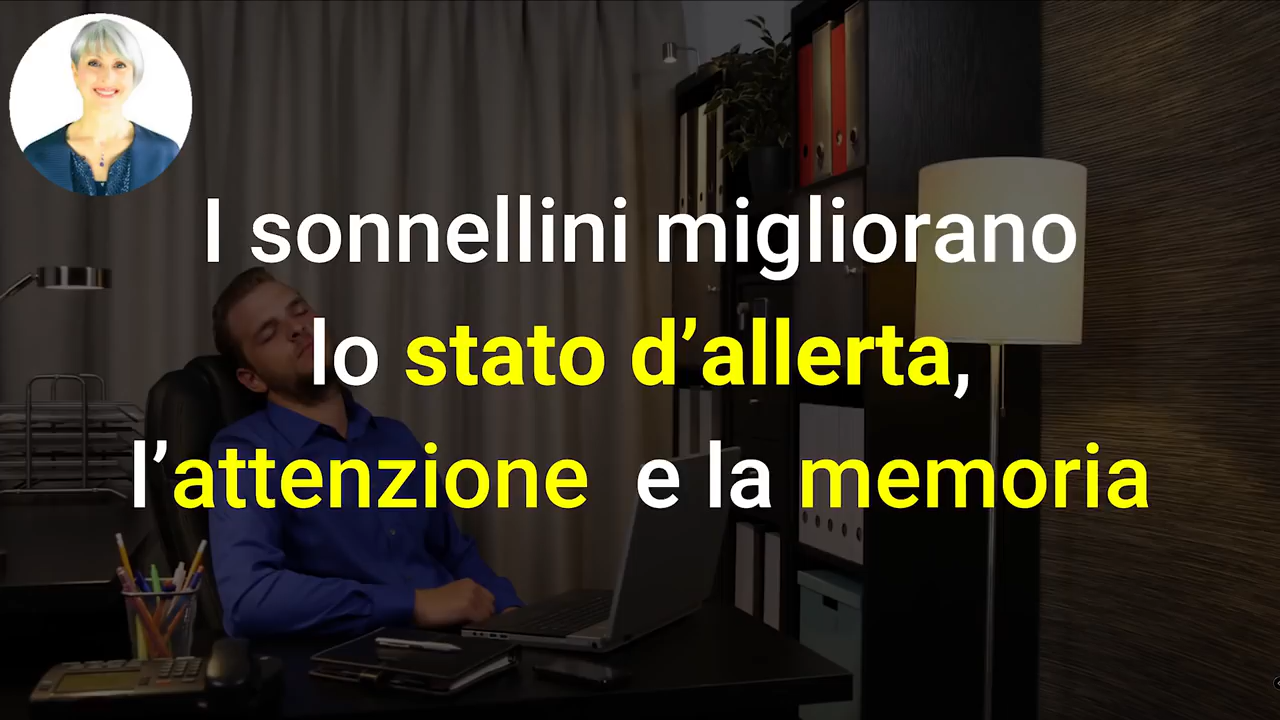 I sonnellini migliorano
lo stato d’allerta,
l’attenzione e la memoria